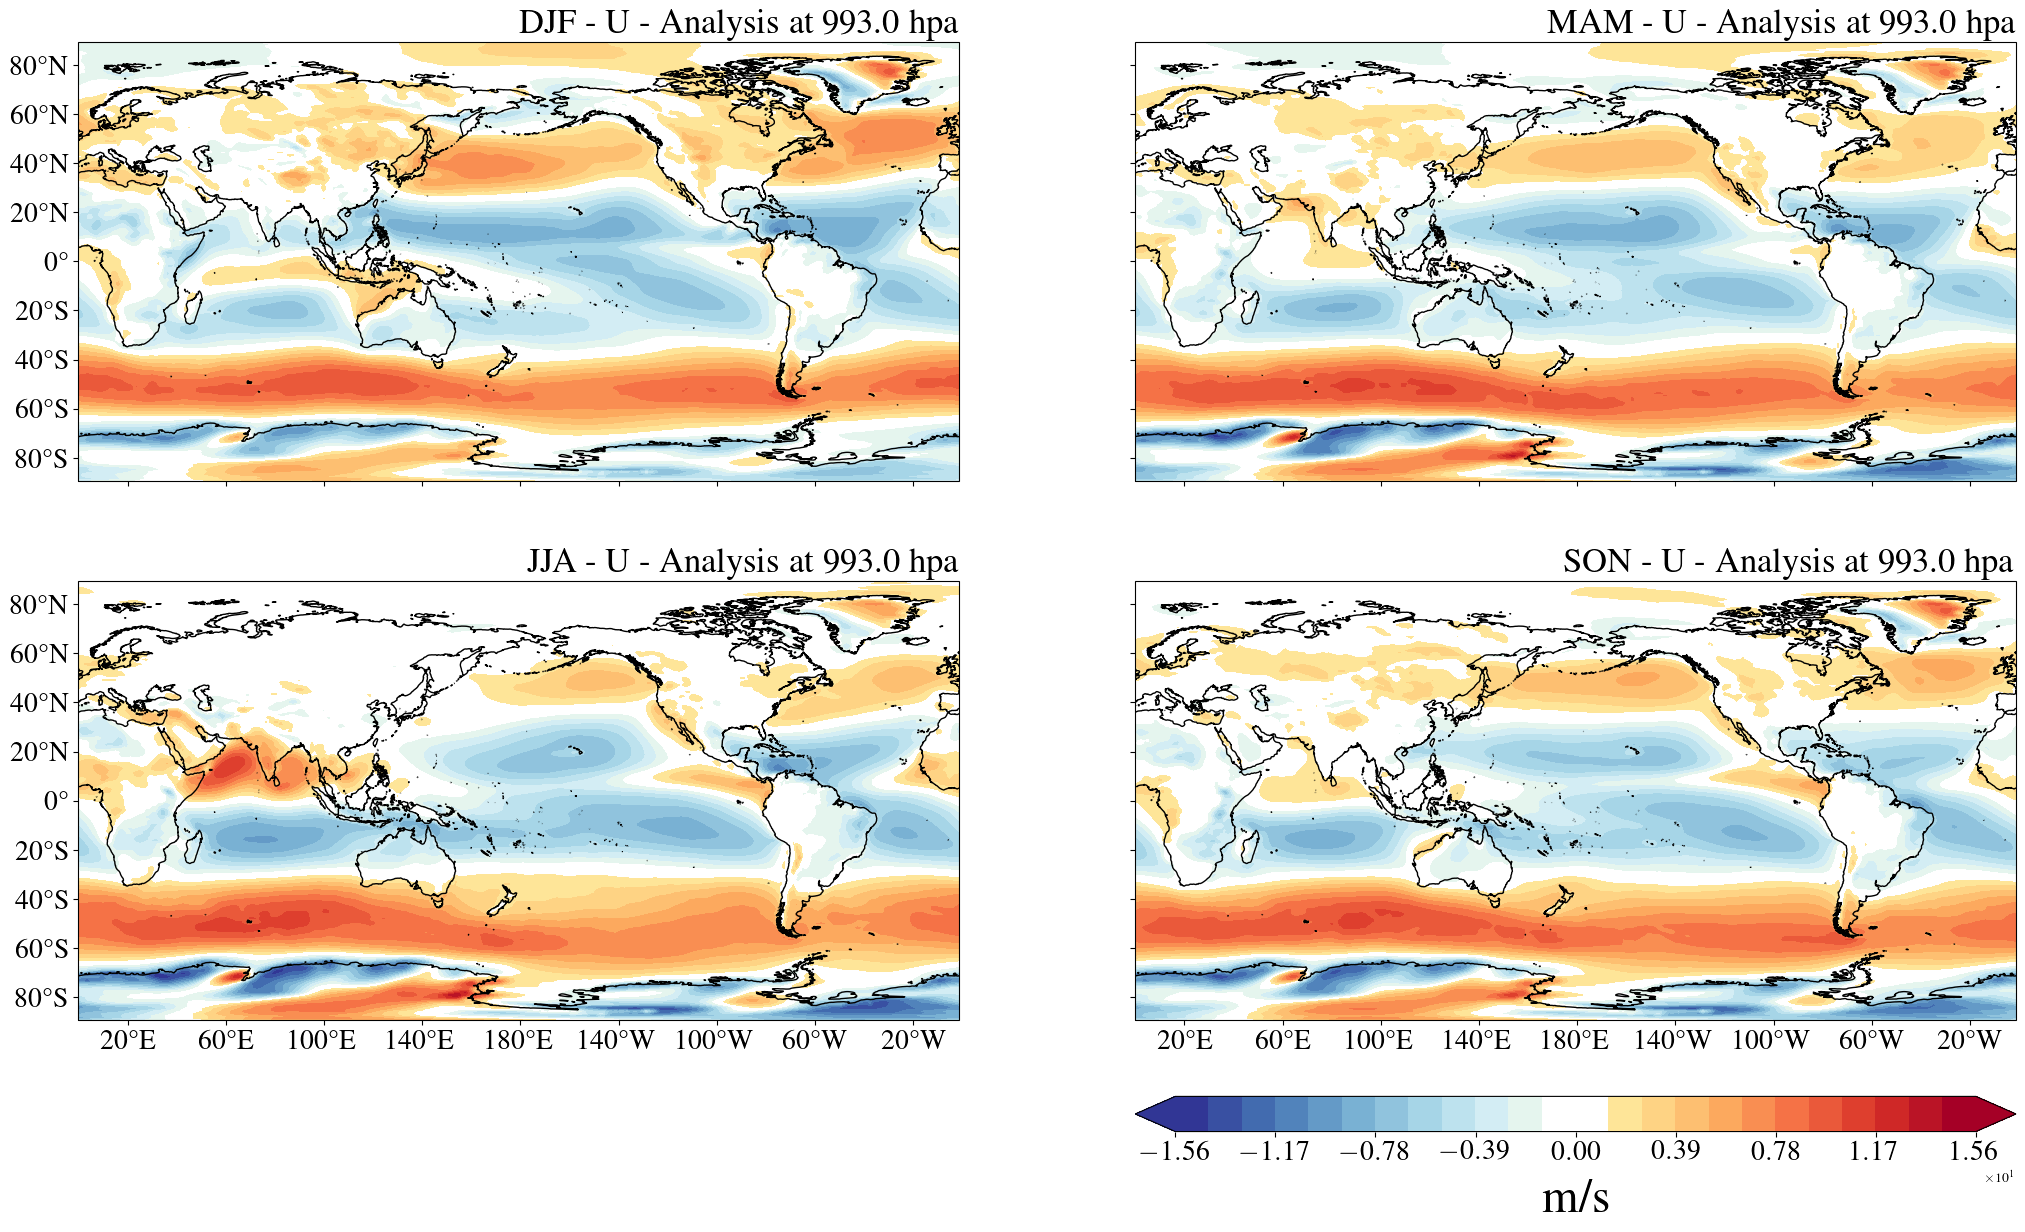 DJF - U - Analysis at 993.0 hpa
MAM - U - Analysis at 993.0 hpa
80°N
60°N
40°N
20°N
0°
20°S
40°S
60°S
80°S
JJA - U - Analysis at 993.0 hpa
SON - U - Analysis at 993.0 hpa
80°N
60°N
40°N
20°N
0°
20°S
40°S
60°S
80°S
20°E 60°E 100°E 140°E 180°E 140°W 100°W 60°W 20°W
20°E 60°E 100°E 140°E 180°E 140°W 100°W 60°W 20°W
−1.56 −1.17 −0.78 −0.39 0.00 0.39 0.78 1.17 1.56
×10¹
m/s